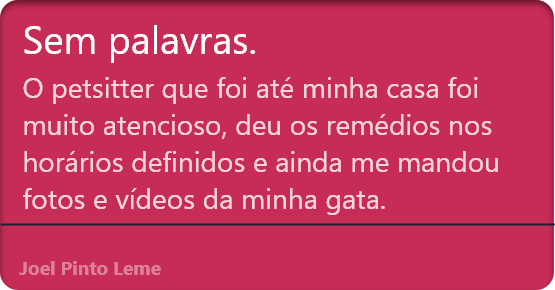 Sem palavras.
O petsitter que foi até minha casa foi
muito atencioso, deu os remédios nos
horários definidos e ainda me mandou
fotos e vídeos da minha gata.
Joel Pinto Leme